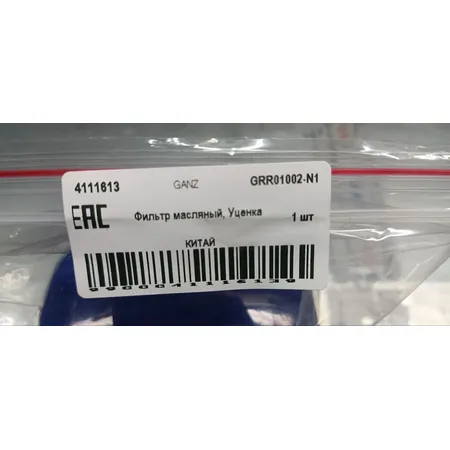 4111613 GANZ GRR01002-N1
EAC Фильтр масляный, Уценка 1 шт
КИТАЙ